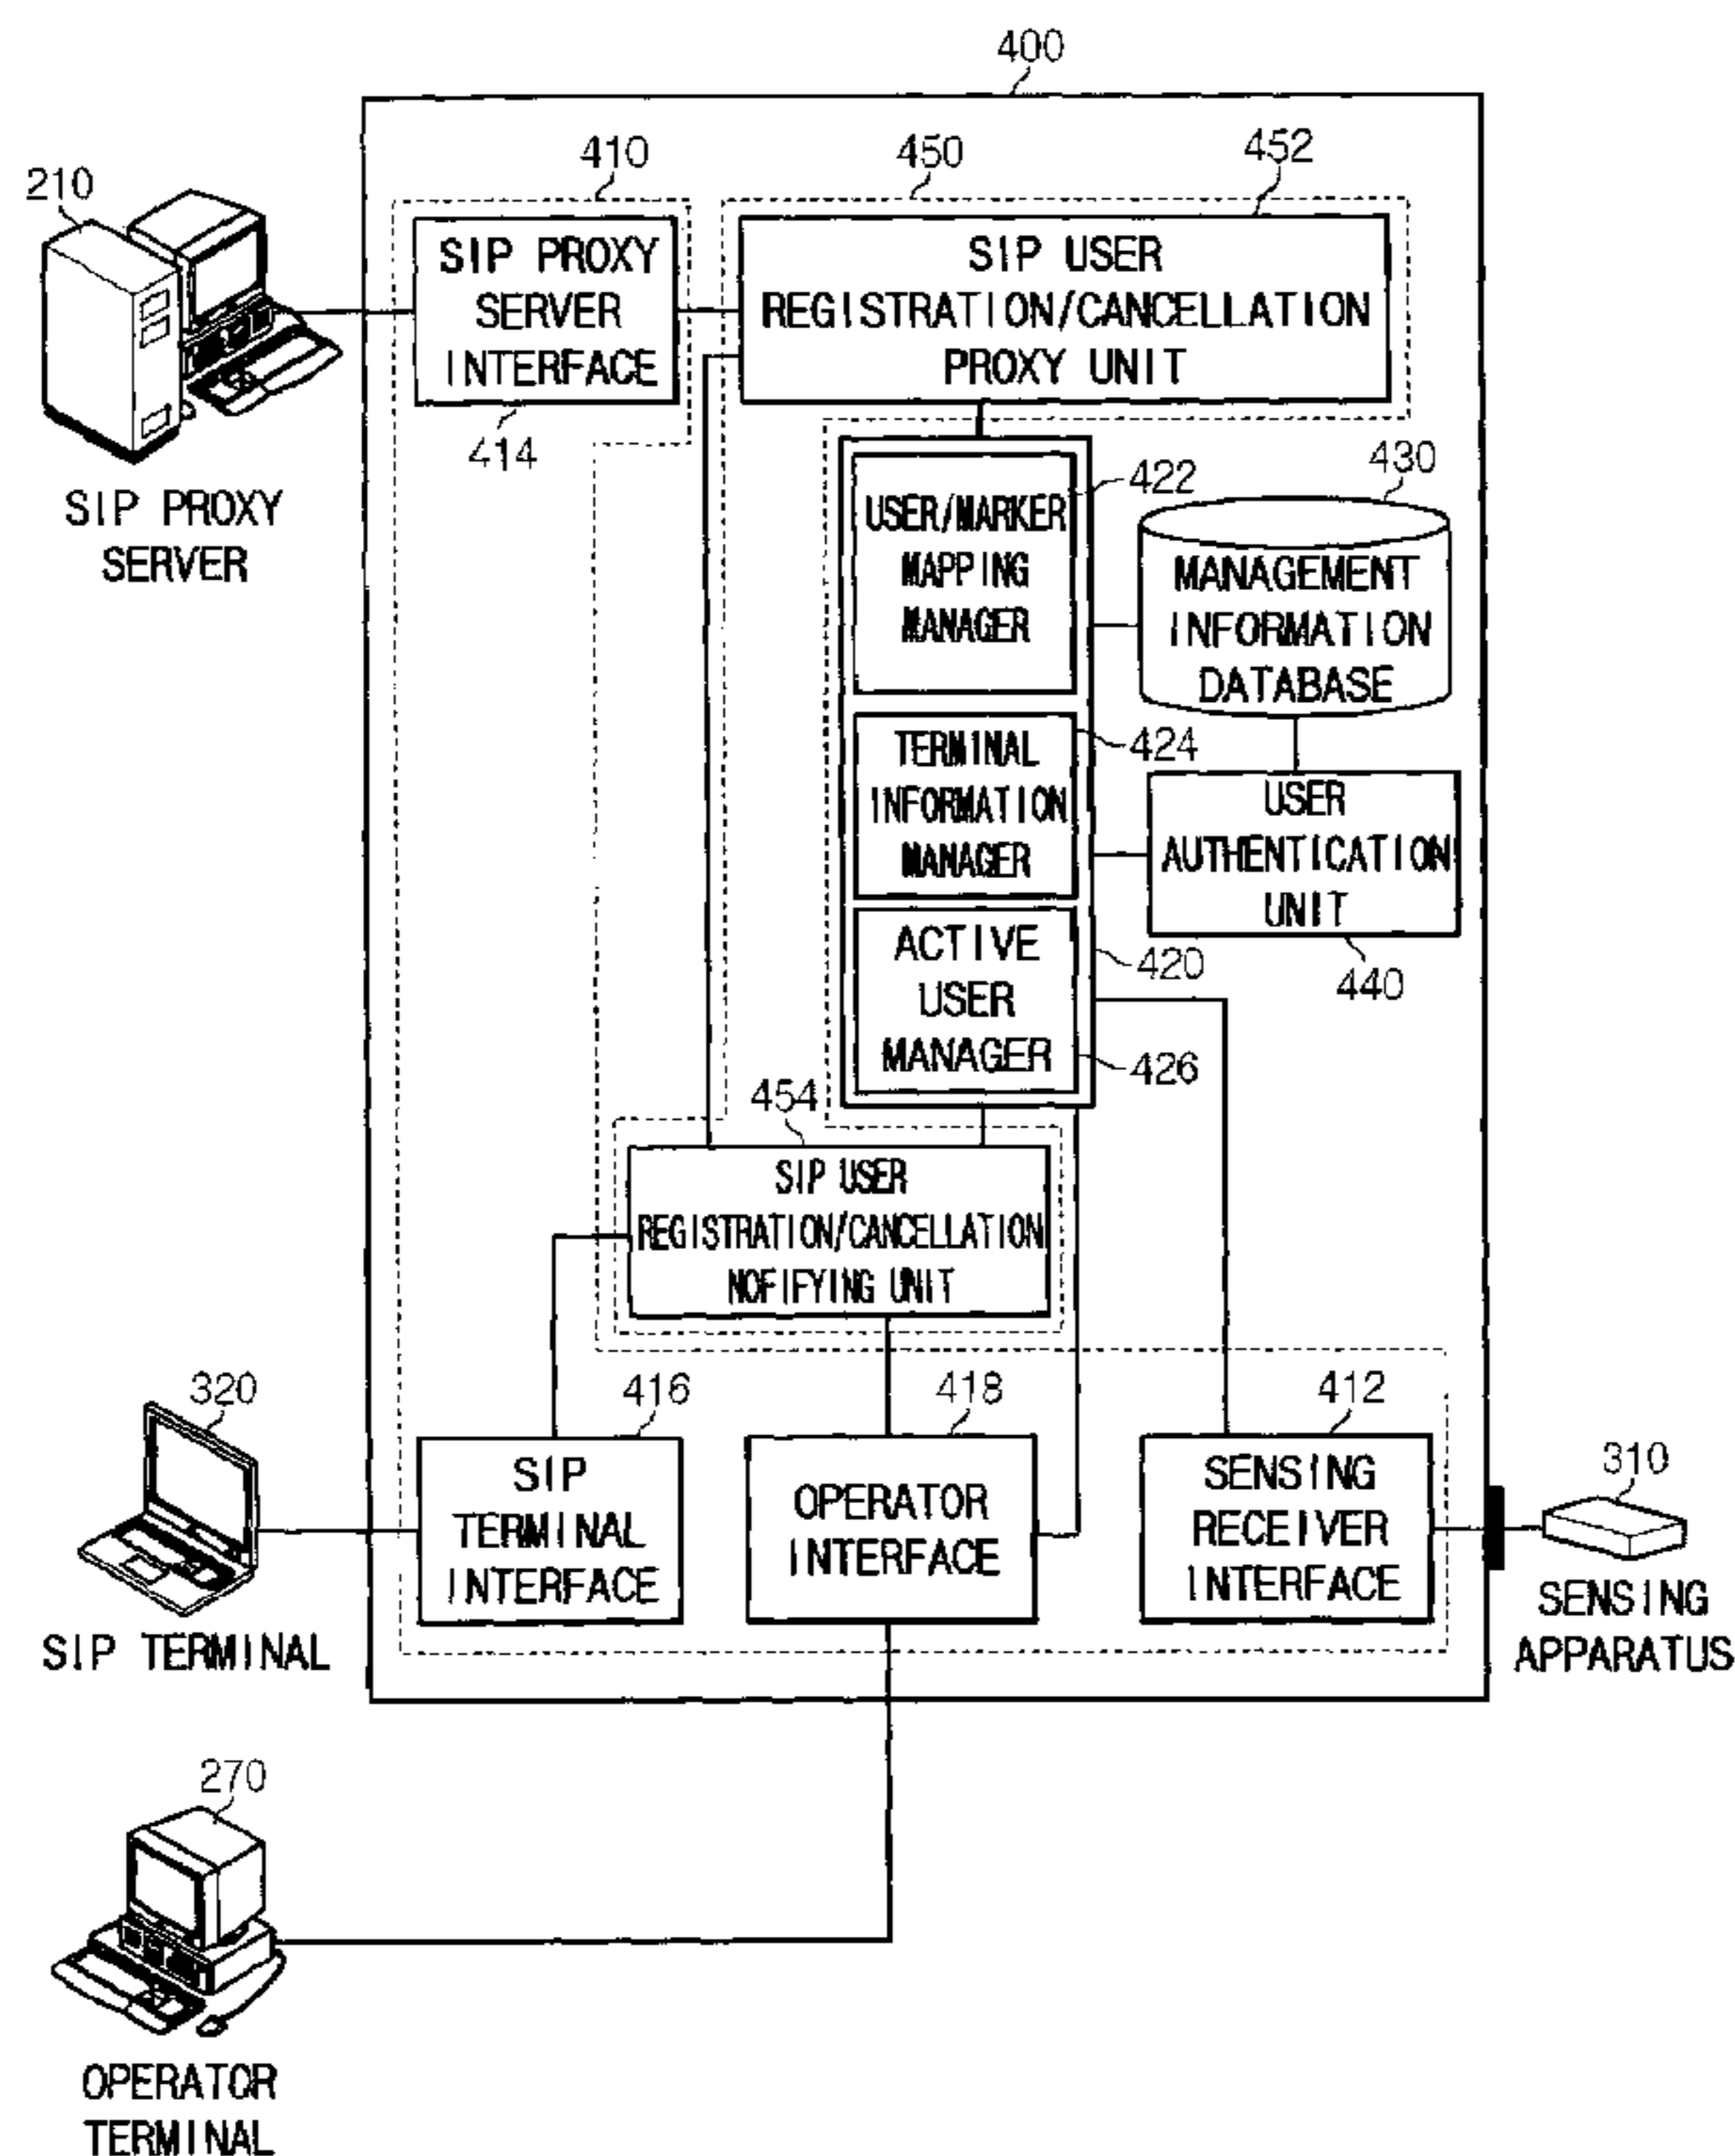 400
410
450
452
210
SIP PROXY
SERVER
INTERFACE
SIP USER
REGISTRATION/CANCELLATION
PROXY UNIT
414
SIP PROXY
SERVER
422
430
USER/MARKER
MAPPING
MANAGER
MANAGEMENT
INFORMATION
DATABASE
424
TERMINAL
INFORMATION
MANAGER
USER
AUTHENTICATION
UNIT
440
ACTIVE
USER
MANAGER
420
426
454
SIP USER
REGISTRATION/CANCELLATION
NOFIFYING UNIT
320
416
418
412
310
SIP
TERMINAL
INTERFACE
OPERATOR
INTERFACE
SENSING
RECEIVER
INTERFACE
SIP TERMINAL
SENSING
APPARATUS
270
OPERATOR
TERMINAL